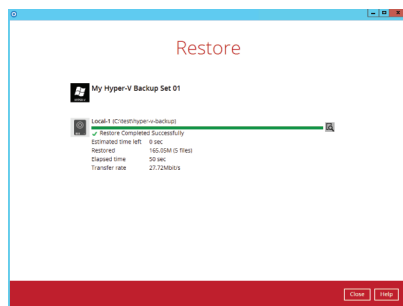 Restore
My Hyper-V Backup Set 01
Local-1 (C:\test\hyper-v-backup)
Restore Completed Successfully
Estimated time left 0 sec
Restored 165.05M (5 files)
Elapsed time 50 sec
Transfer rate 27.72Mbit/s
Close Help